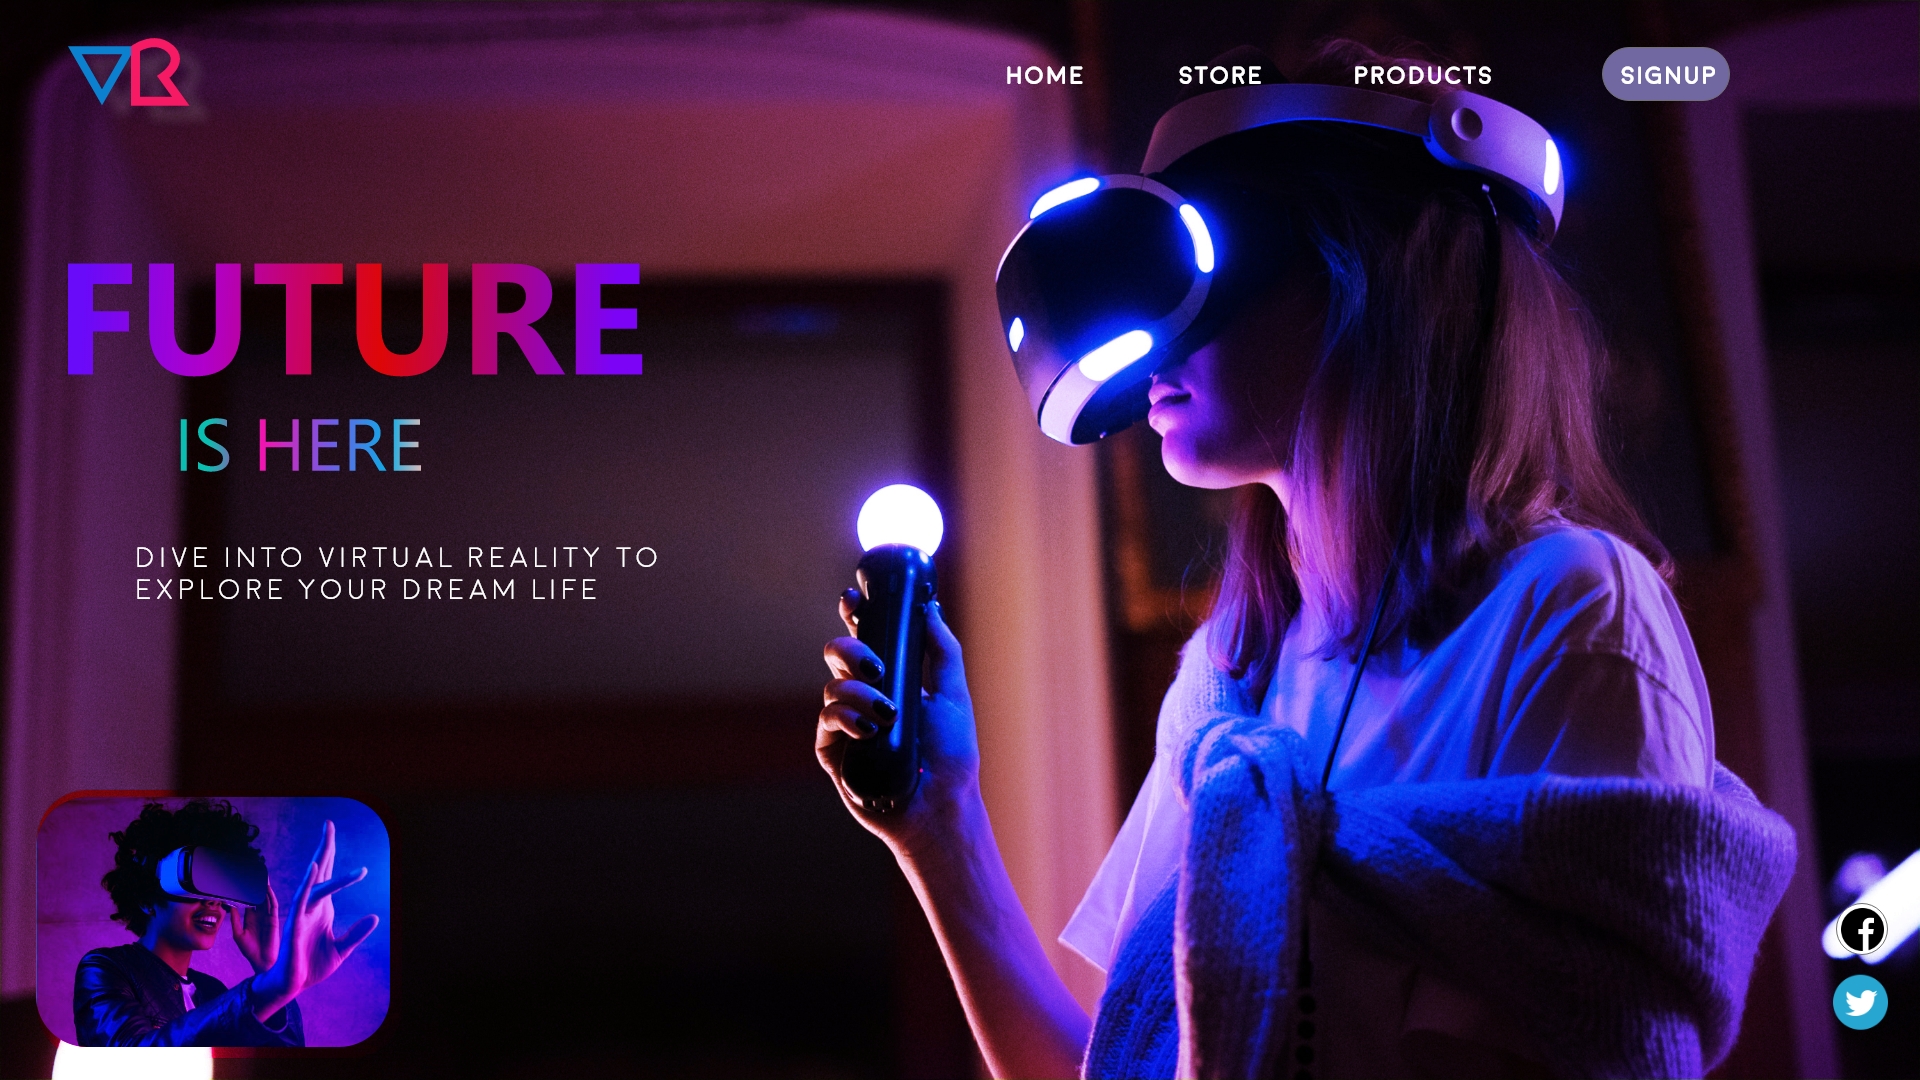 VR
HOME STORE PRODUCTS SIGNUP
FUTURE
IS HERE
DIVE INTO VIRTUAL REALITY TO
EXPLORE YOUR DREAM LIFE